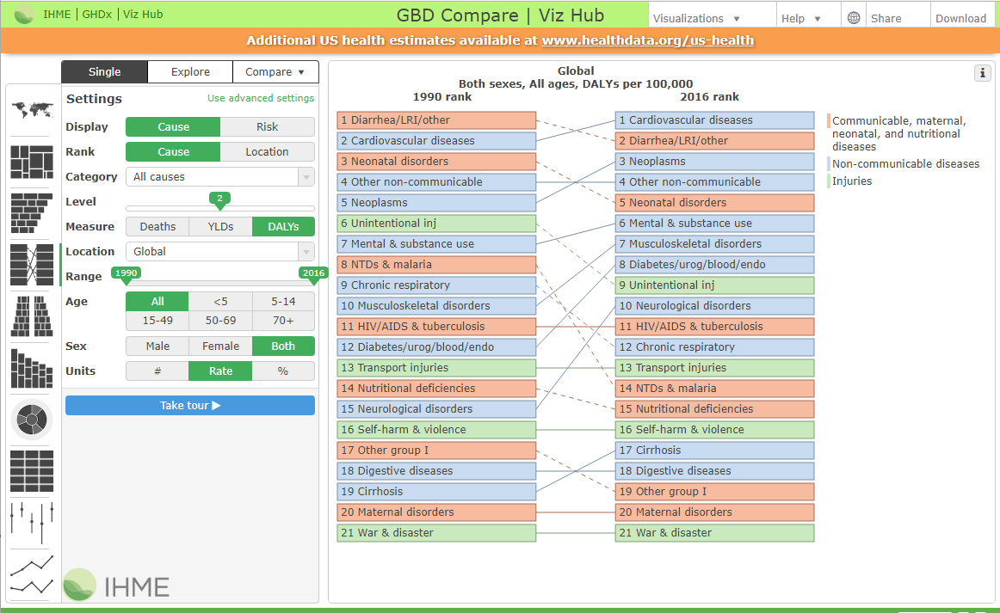 IHME | GHDx | Viz Hub
GBD Compare | Viz Hub
Visualizations ▼
Help ▼
Share
Download
Additional US health estimates available at www.healthdata.org/us-health
Single
Explore
Compare ▼
Settings
Use advanced settings
Display
Cause
Risk
Rank
Cause
Location
Category
All causes
Level
2
Measure
Deaths
YLDs
DALYs
Location
Global
Range
1990
2016
Age
All
<5
5-14
15-49
50-69
70+
Sex
Male
Female
Both
Units
#
Rate
%
Take tour ▶
IHME
Global
Both sexes, All ages, DALYs per 100,000
1990 rank
1 Diarrhea/LRI/other
2 Cardiovascular diseases
3 Neonatal disorders
4 Other non-communicable
5 Neoplasms
6 Unintentional inj
7 Mental & substance use
8 NTDs & malaria
9 Chronic respiratory
10 Musculoskeletal disorders
11 HIV/AIDS & tuberculosis
12 Diabetes/urog/blood/endo
13 Transport injuries
14 Nutritional deficiencies
15 Neurological disorders
16 Self-harm & violence
17 Other group I
18 Digestive diseases
19 Cirrhosis
20 Maternal disorders
21 War & disaster
2016 rank
1 Cardiovascular diseases
2 Diarrhea/LRI/other
3 Neoplasms
4 Other non-communicable
5 Neonatal disorders
6 Mental & substance use
7 Musculoskeletal disorders
8 Diabetes/urog/blood/endo
9 Unintentional inj
10 Neurological disorders
11 HIV/AIDS & tuberculosis
12 Chronic respiratory
13 Transport injuries
14 NTDs & malaria
15 Nutritional deficiencies
16 Self-harm & violence
17 Cirrhosis
18 Digestive diseases
19 Other group I
20 Maternal disorders
21 War & disaster
i
Communicable, maternal,
neonatal, and nutritional
diseases
Non-communicable diseases
Injuries